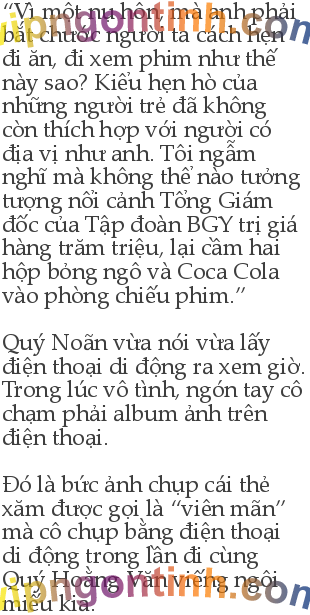 “Vì một nụ hôn, mà anh phải
bắt chước người ta cách hẹn
đi ăn, đi xem phim như thế
này sao? Kiểu hẹn hò của
những người trẻ đã không
còn thích hợp với người có
địa vị như anh. Tôi ngẫm
nghĩ mà không thể nào tưởng
tượng nổi cảnh Tổng Giám
đốc của Tập đoàn BGY trị giá
hàng trăm triệu, lại cầm hai
hộp bỏng ngô và Coca Cola
vào phòng chiếu phim.”
Quý Noãn vừa nói vừa lấy
điện thoại di động ra xem giờ.
Trong lúc vô tình, ngón tay cô
chạm phải album ảnh trên
điện thoại.
Đó là bức ảnh chụp cái thẻ
xăm được gọi là “viên mãn”
mà cô chụp bằng điện thoại
di động trong lần đi cùng
Quý Hoằng Văn viếng ngôi
miếu kia.
vipngontinh.com
vipngontinh.com